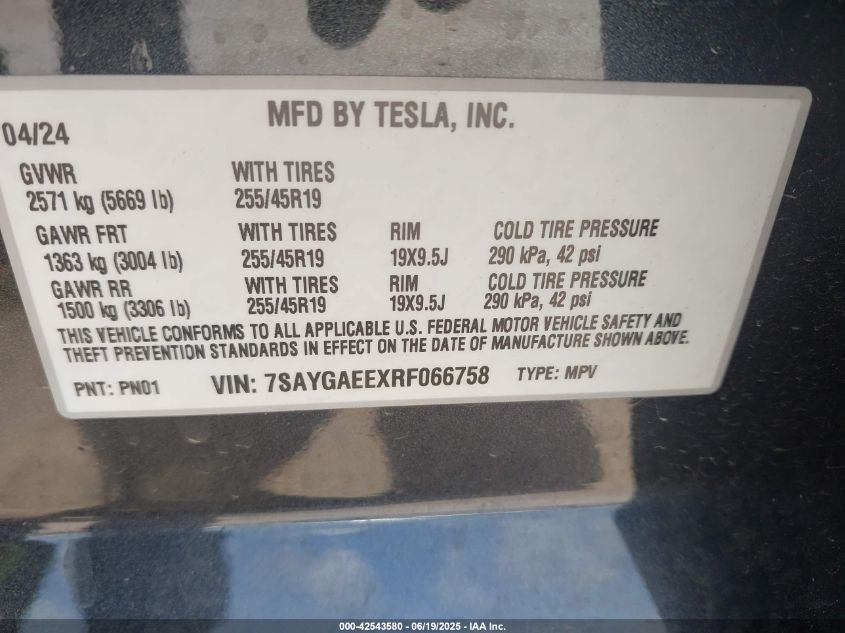 MFD BY TESLA, INC.
04/24
GVWR WITH TIRES
2571 kg (5669 lb) 255/45R19
GAWR FRT WITH TIRES RIM COLD TIRE PRESSURE
1363 kg (3004 lb) 255/45R19 19X9.5J 290 kPa, 42 psi
GAWR RR WITH TIRES RIM COLD TIRE PRESSURE
1500 kg (3306 lb) 255/45R19 19X9.5J 290 kPa, 42 psi
THIS VEHICLE CONFORMS TO ALL APPLICABLE U.S. FEDERAL MOTOR VEHICLE SAFETY AND
THEFT PREVENTION STANDARDS IN EFFECT ON THE DATE OF MANUFACTURE SHOWN ABOVE.
PNT: PN01 VIN: 7SAYGAEEXRF066758 TYPE: MPV
000-42543580 - 06/19/2025 - IAA Inc.